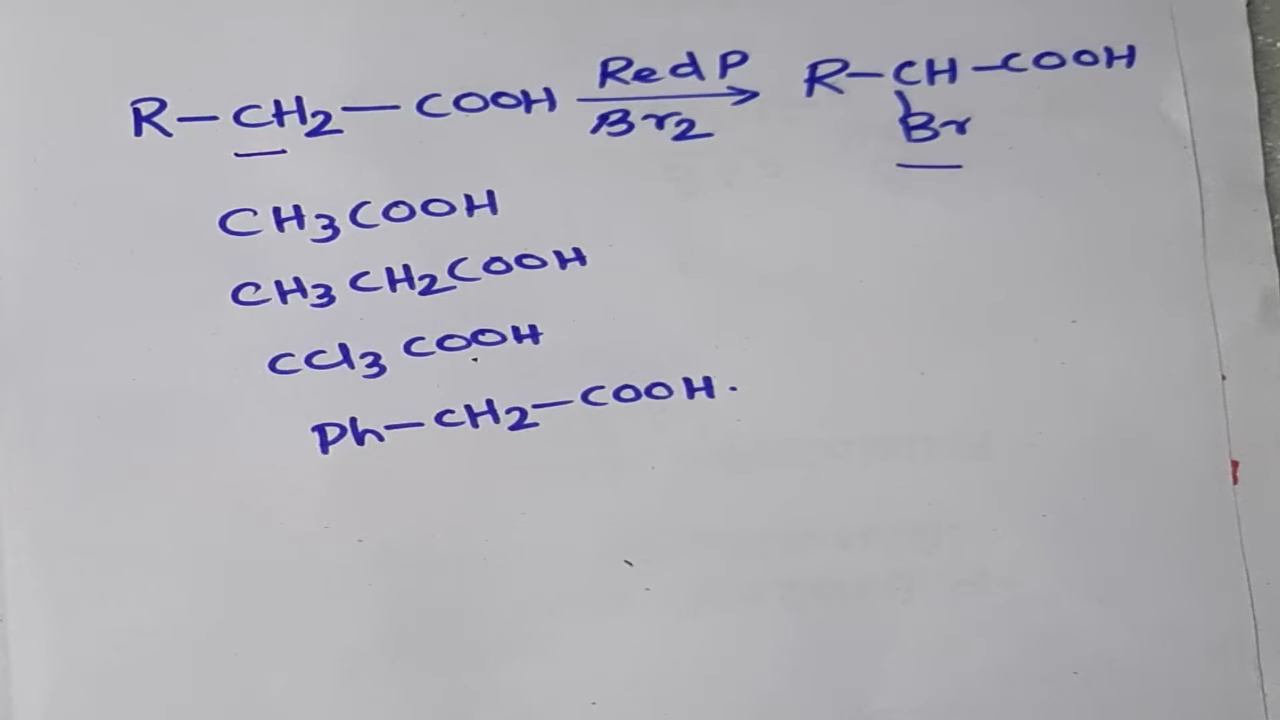 R-CH2-COOH Red P Br2 → R-CH-COOH
Br
CH3COOH
CH3CH2COOH
CCl3COOH
Ph-CH2-COOH.